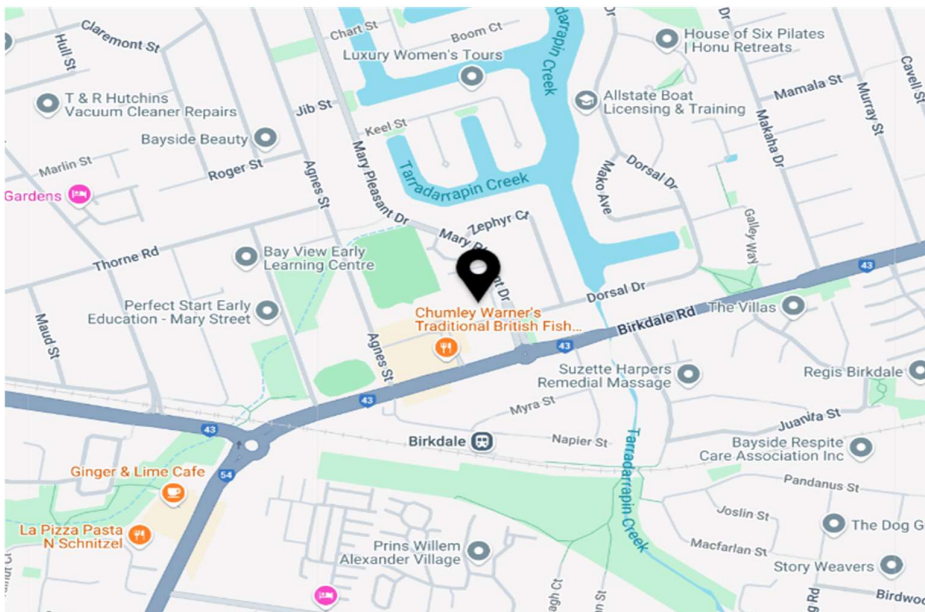 Claremont St
Hull St
Chart St
Boom Ct
Luxury Women's Tours
Tarradarrapin Creek
House of Six Pilates
| Honu Retreats
Cavell St
T & R Hutchins
Vacuum Cleaner Repairs
Jib St
Allstate Boat
Licensing & Training
Mamala St
Murray St
Makaha Dr
Bayside Beauty
Keel St
Marlin St
Roger St
Agnes St
Mary Pleasant Dr
Tarradarrapin Creek
Dorsal Dr
Mako Ave
Gardens
Zephyr Ct
Galley Way
Thorne Rd
Bay View Early
Learning Centre
43
Dorsal Dr
Perfect Start Early
Education - Mary Street
Chumley Warner's
Traditional British Fish...
Birkdale Rd
The Villas
Maud St
Agnes St
43
Suzette Harpers
Remedial Massage
Regis Birkdale
43
Myra St
43
Birkdale
Napier St
Juanita St
Tarradarrapin Creek
Bayside Respite
Care Association Inc
54
Ginger & Lime Cafe
Pandanus St
Joslin St
The Dog G
La Pizza Pasta
N Schnitzel
Prins Willem
Alexander Village
Macfarlan St
Story Weavers